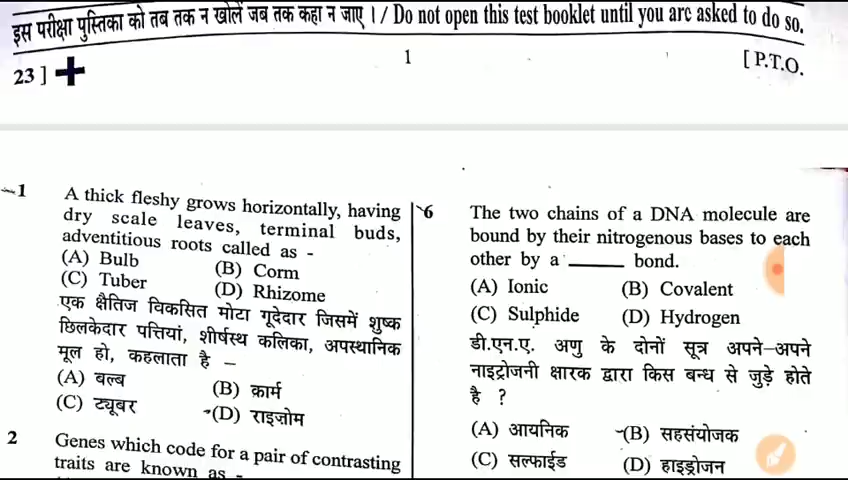 इस परीक्षा पुस्तिका को तब तक न खोलें जब तक कहा न जाए । / Do not open this test booklet until you are asked to do so.
23 ]
1
[ P.T.O.
1 A thick fleshy grows horizontally, having
dry scale leaves, terminal buds,
adventitious roots called as -
(A) Bulb (B) Corm
(C) Tuber (D) Rhizome
एक क्षैतिज विकसित मोटा गूदेदार जिसमें शुष्क
छिलकेदार पत्तियां, शीर्षस्थ कलिका, अपस्थानिक
मूल हो, कहलाता है –
(A) बल्ब (B) क्रार्म
(C) ट्यूबर (D) राइज़ोम
2 Genes which code for a pair of contrasting
traits are known as -
6 The two chains of a DNA molecule are
bound by their nitrogenous bases to each
other by a ______ bond.
(A) Ionic (B) Covalent
(C) Sulphide (D) Hydrogen
डी.एन.ए. अणु के दोनों सूत्र अपने–अपने
नाइट्रोजनी क्षारक द्वारा किस बन्ध से जुड़े होते
है ?
(A) आयनिक (B) सहसंयोजक
(C) सल्फाईड (D) हाइड्रोजन